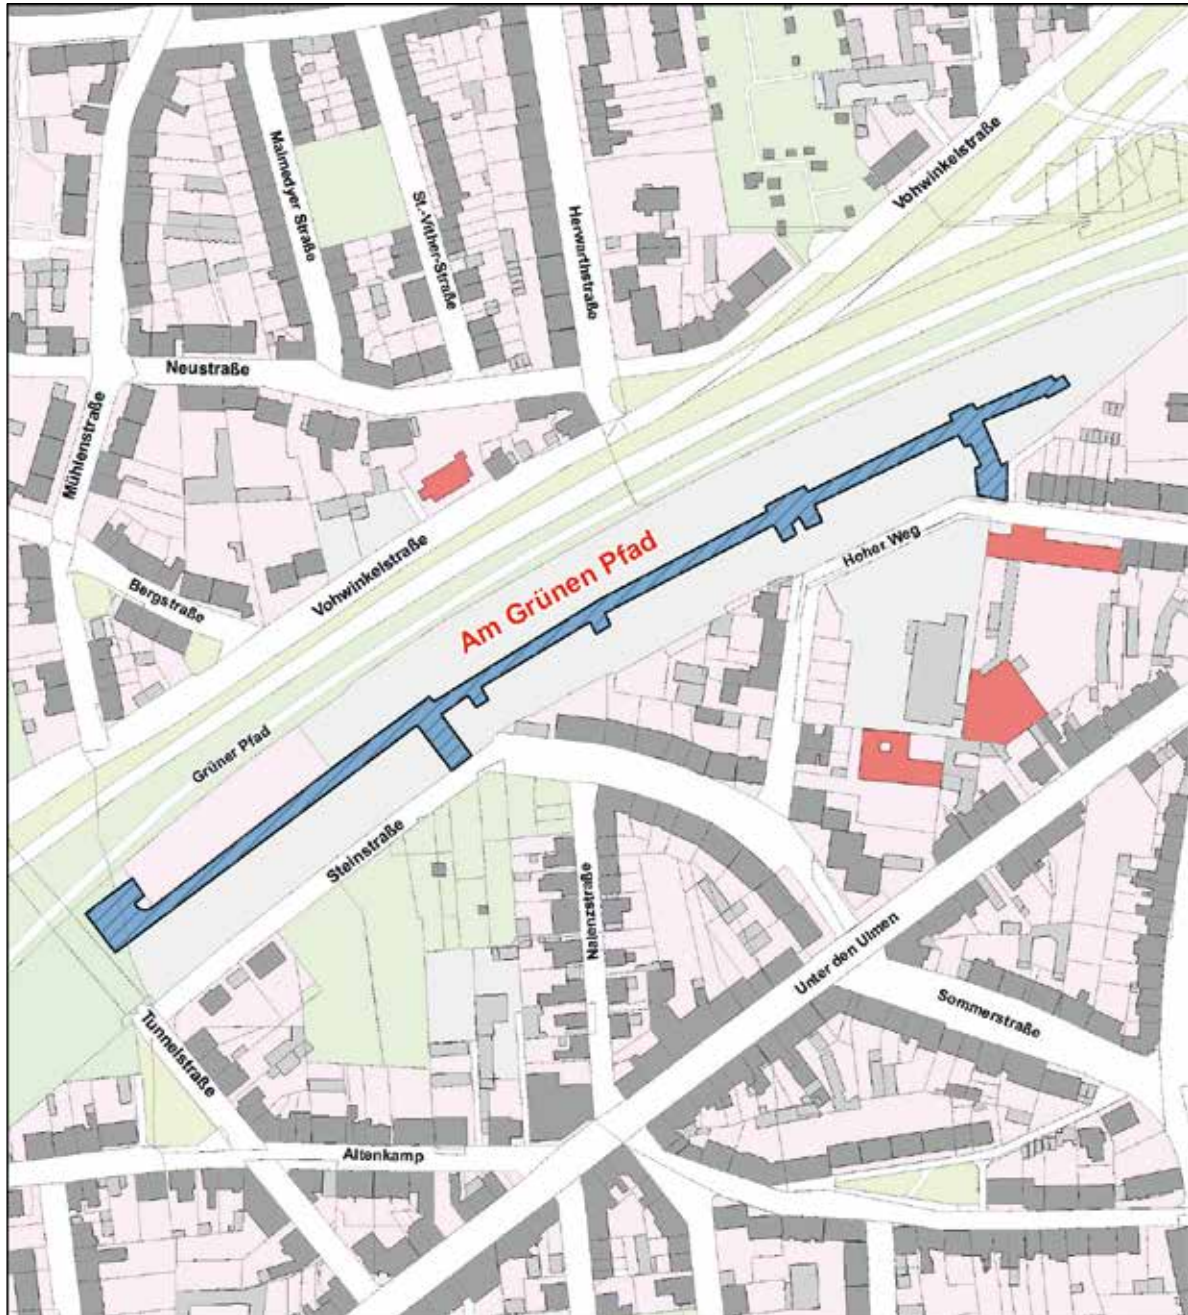 Vohwinkelstraße
Malmedyer Straße
St.-Vither-Straße
Herwarthstraße
Neustraße
Mühlenstraße
Hoher Weg
Vohwinkelstraße
Bergstraße
Am Grünen Pfad
Grüner Pfad
Steinstraße
Nalenzstraße
Unter den Ulmen
Sommerstraße
Tunnelstraße
Altenkamp